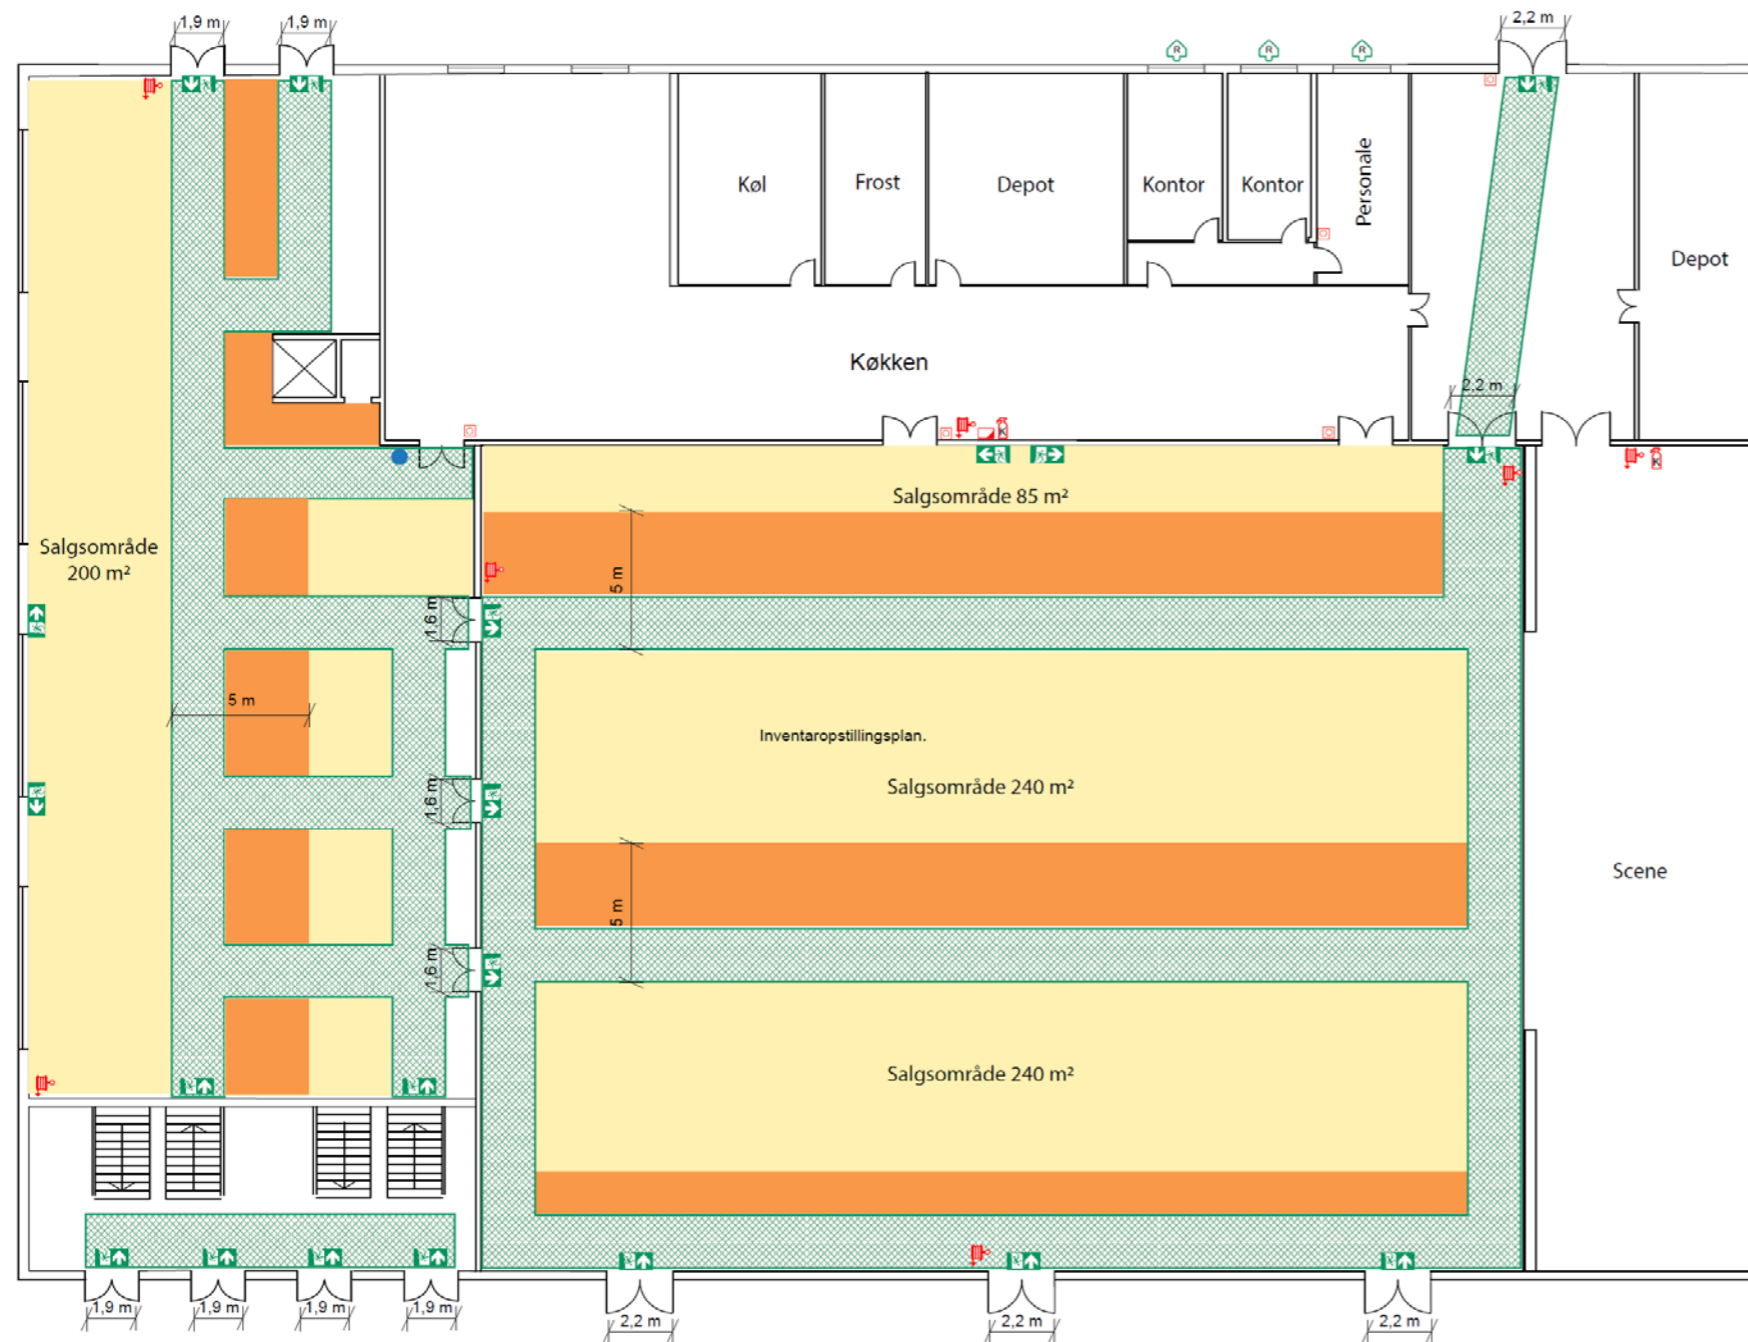 1,9 m
1,9 m
2,2 m
R
R
R
Køl
Frost
Depot
Kontor
Kontor
Personale
Depot
Køkken
2,2 m
K
K
Salgsområde 85 m²
Salgsområde
200 m²
5 m
1,6 m
5 m
Inventaropstillingsplan.
1,6 m
Salgsområde 240 m²
5 m
Scene
1,6 m
Salgsområde 240 m²
1,9 m
1,9 m
1,9 m
1,9 m
2,2 m
2,2 m
2,2 m